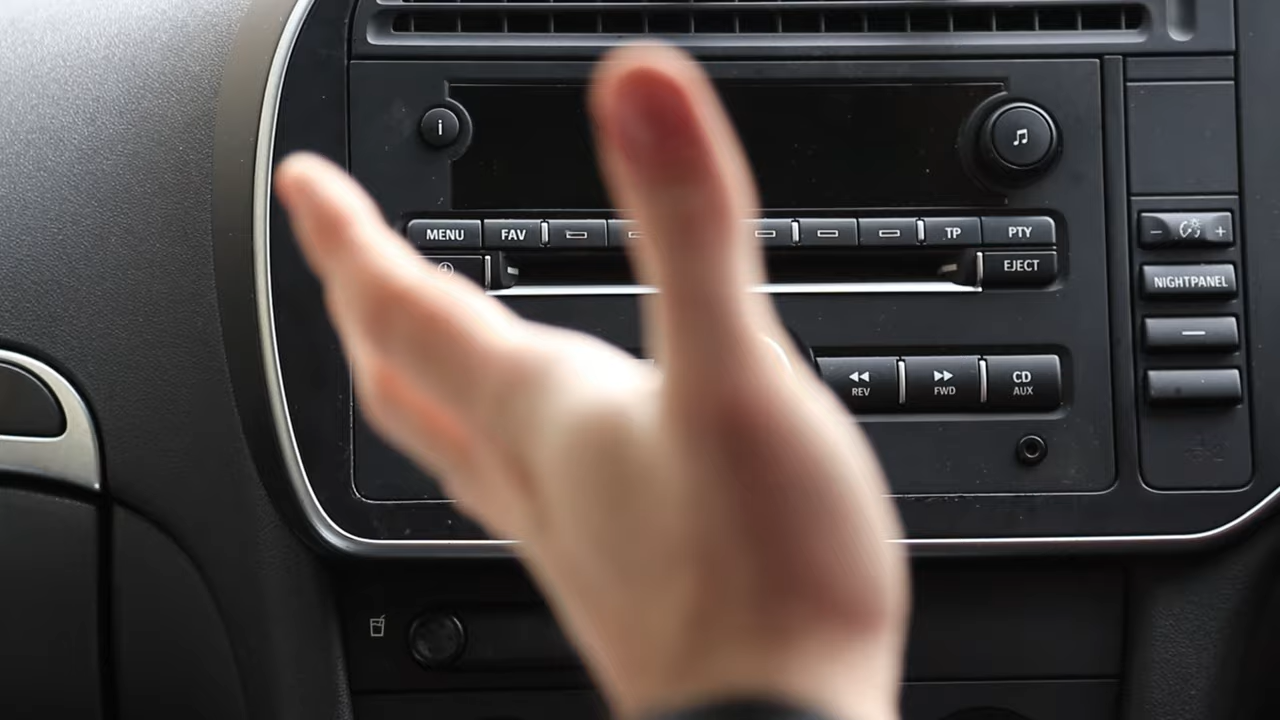 i
MENU FAV TP PTY
EJECT
NIGHTPANEL
REV FWD CD
AUX